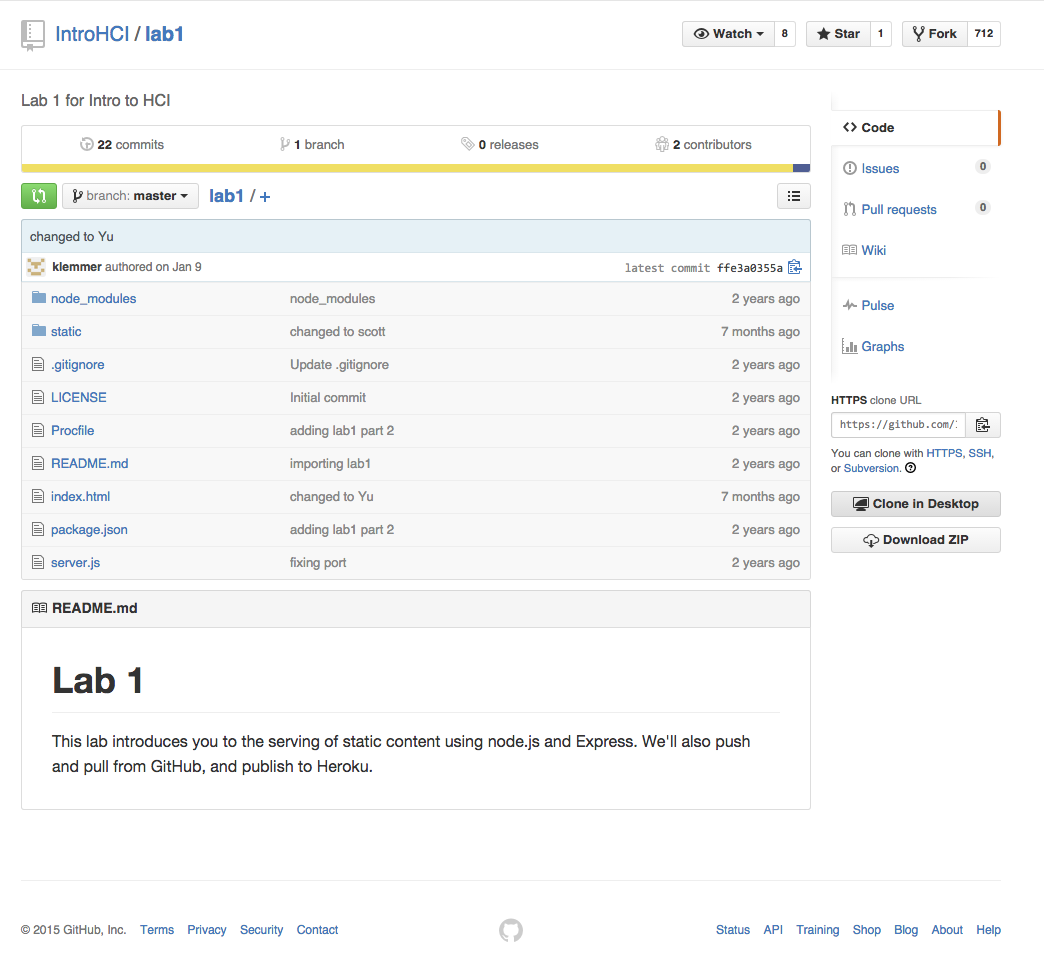 IntroHCI / lab1
Watch 8 Star 1 Fork 712
Lab 1 for Intro to HCI
22 commits 1 branch 0 releases 2 contributors
branch: master lab1 / +
changed to Yu
klemmer authored on Jan 9 latest commit ffe3a0355a
node_modules node_modules 2 years ago
static changed to scott 7 months ago
.gitignore Update .gitignore 2 years ago
LICENSE Initial commit 2 years ago
Procfile adding lab1 part 2 2 years ago
README.md importing lab1 2 years ago
index.html changed to Yu 7 months ago
package.json adding lab1 part 2 2 years ago
server.js fixing port 2 years ago
README.md
Lab 1
This lab introduces you to the serving of static content using node.js and Express. We'll also push
and pull from GitHub, and publish to Heroku.
Code
Issues 0
Pull requests 0
Wiki
Pulse
Graphs
HTTPS clone URL
https://github.com/
You can clone with HTTPS, SSH,
or Subversion.
Clone in Desktop
Download ZIP
© 2015 GitHub, Inc. Terms Privacy Security Contact
Status API Training Shop Blog About Help